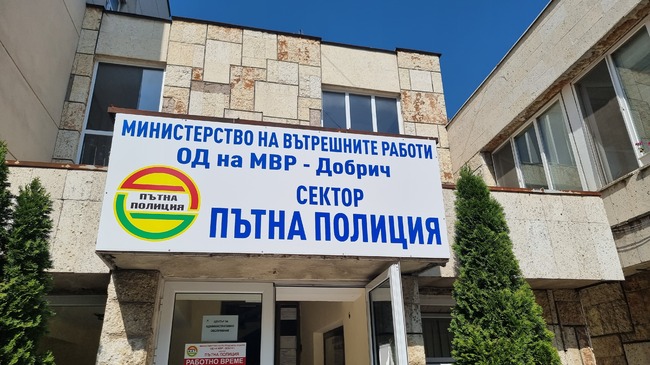 МИНИСТЕРСТВО НА ВЪТРЕШНИТЕ РАБОТИ
ОД на МВР - Добрич
СЕКТОР
ПЪТНА ПОЛИЦИЯ
ПЪТНА
ПОЛИЦИЯ
ПЪТНА ПОЛИЦИЯ
РАБОТНО ВРЕМЕ